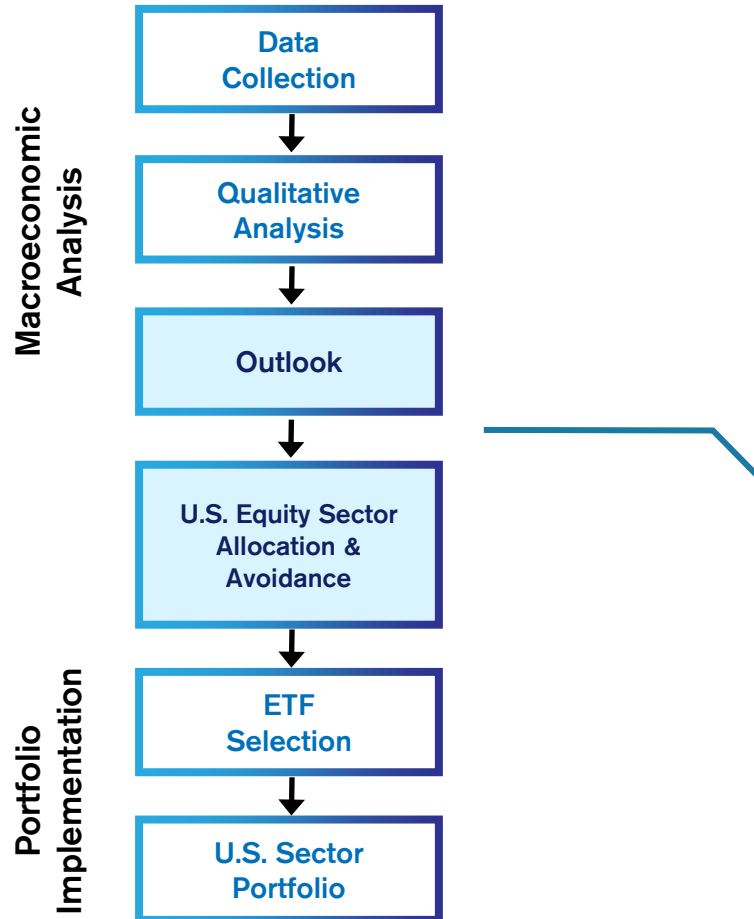 Macroeconomic
Analysis
Data
Collection
Qualitative
Analysis
Outlook
U.S. Equity Sector
Allocation &
Avoidance
Portfolio
Implementation
ETF
Selection
U.S. Sector
Portfolio